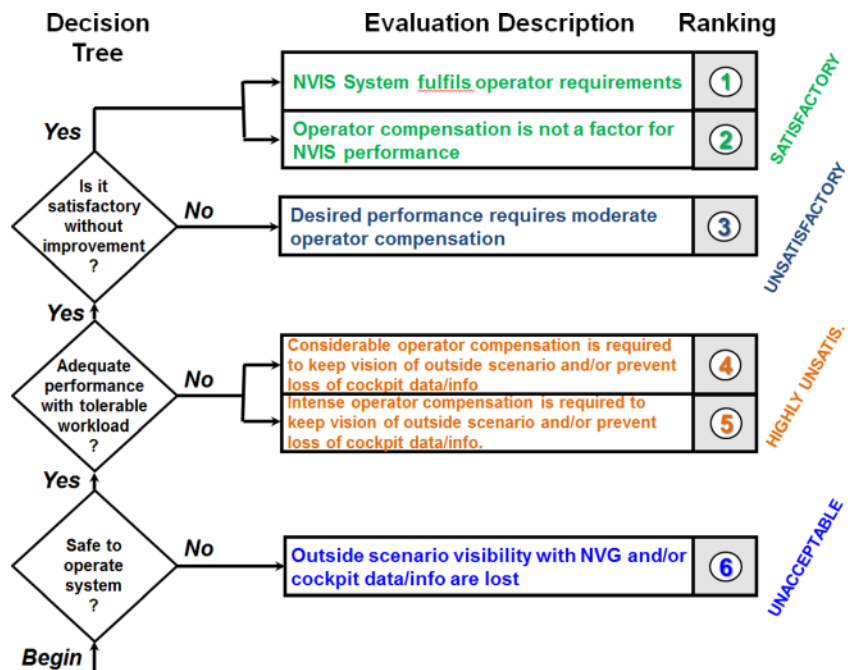 Decision
Tree
Evaluation Description
Ranking
NVIS System fulfils operator requirements
1
SATISFACTORY
Yes
Operator compensation is not a factor for
NVIS performance
2
Is it
satisfactory
without
improvement
?
No
Desired performance requires moderate
operator compensation
3
UNSATISFACTORY
Yes
Adequate
performance
with tolerable
workload
?
No
Considerable operator compensation is required
to keep vision of outside scenario and/or prevent
loss of cockpit data/info
4
Intense operator compensation is required to
keep vision of outside scenario and/or prevent
loss of cockpit data/info.
5
HIGHLY UNSATIS.
Yes
Safe to
operate
system
?
No
Outside scenario visibility with NVG and/or
cockpit data/info are lost
6
UNACCEPTABLE
Begin